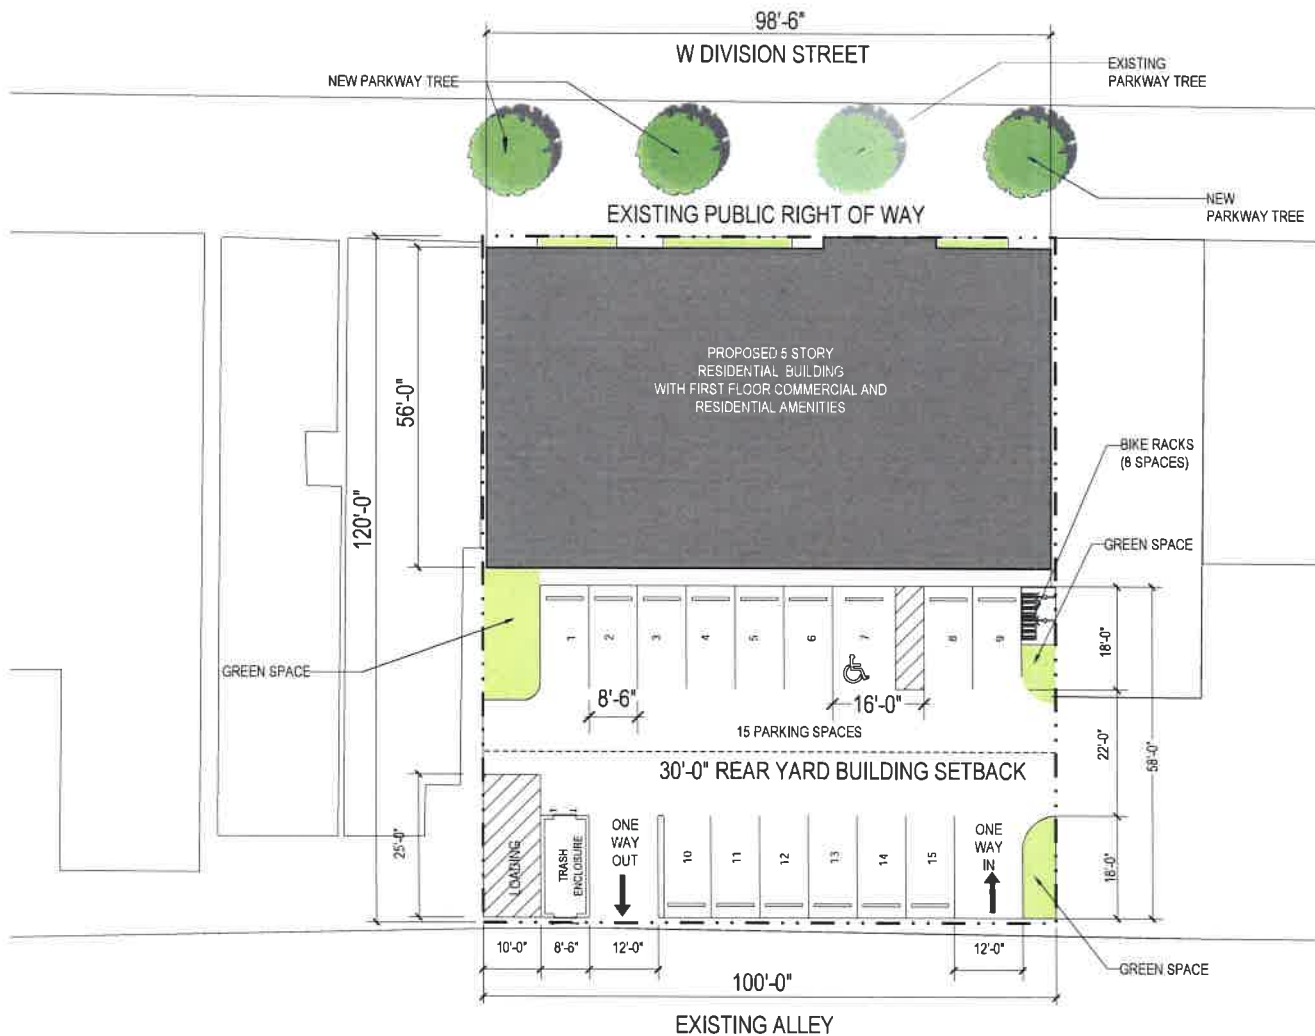 98'-6"
W DIVISION STREET
NEW PARKWAY TREE
EXISTING
PARKWAY TREE
NEW
PARKWAY TREE
EXISTING PUBLIC RIGHT OF WAY
PROPOSED 5 STORY
RESIDENTIAL BUILDING
WITH FIRST FLOOR COMMERCIAL AND
RESIDENTIAL AMENITIES
56'-0"
120'-0"
BIKE RACKS
(8 SPACES)
GREEN SPACE
GREEN SPACE
1
2
3
4
5
6
7
8
9
18'-0"
8'-6"
16'-0"
15 PARKING SPACES
22'-0"
58'-0"
30'-0" REAR YARD BUILDING SETBACK
25'-0"
LOADING
TRASH
ENCLOSURE
ONE
WAY
OUT
10
11
12
13
14
15
ONE
WAY
IN
18'-0"
10'-0"
8'-6"
12'-0"
12'-0"
GREEN SPACE
100'-0"
EXISTING ALLEY